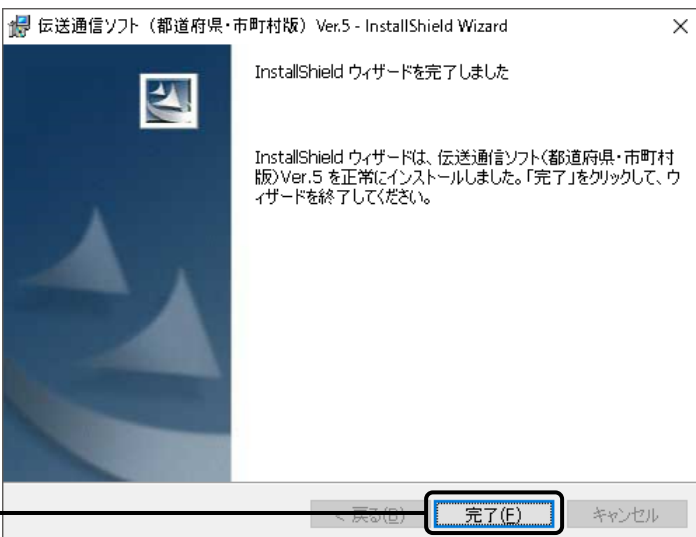 伝送通信ソフト（都道府県・市町村版）Ver.5 - InstallShield Wizard
InstallShield ウィザードを完了しました
InstallShield ウィザードは、伝送通信ソフト(都道府県・市町村
版)Ver.5 を正常にインストールしました。「完了」をクリックして、ウ
ィザードを終了してください。
< 戻る(B) 完了(F) キャンセル